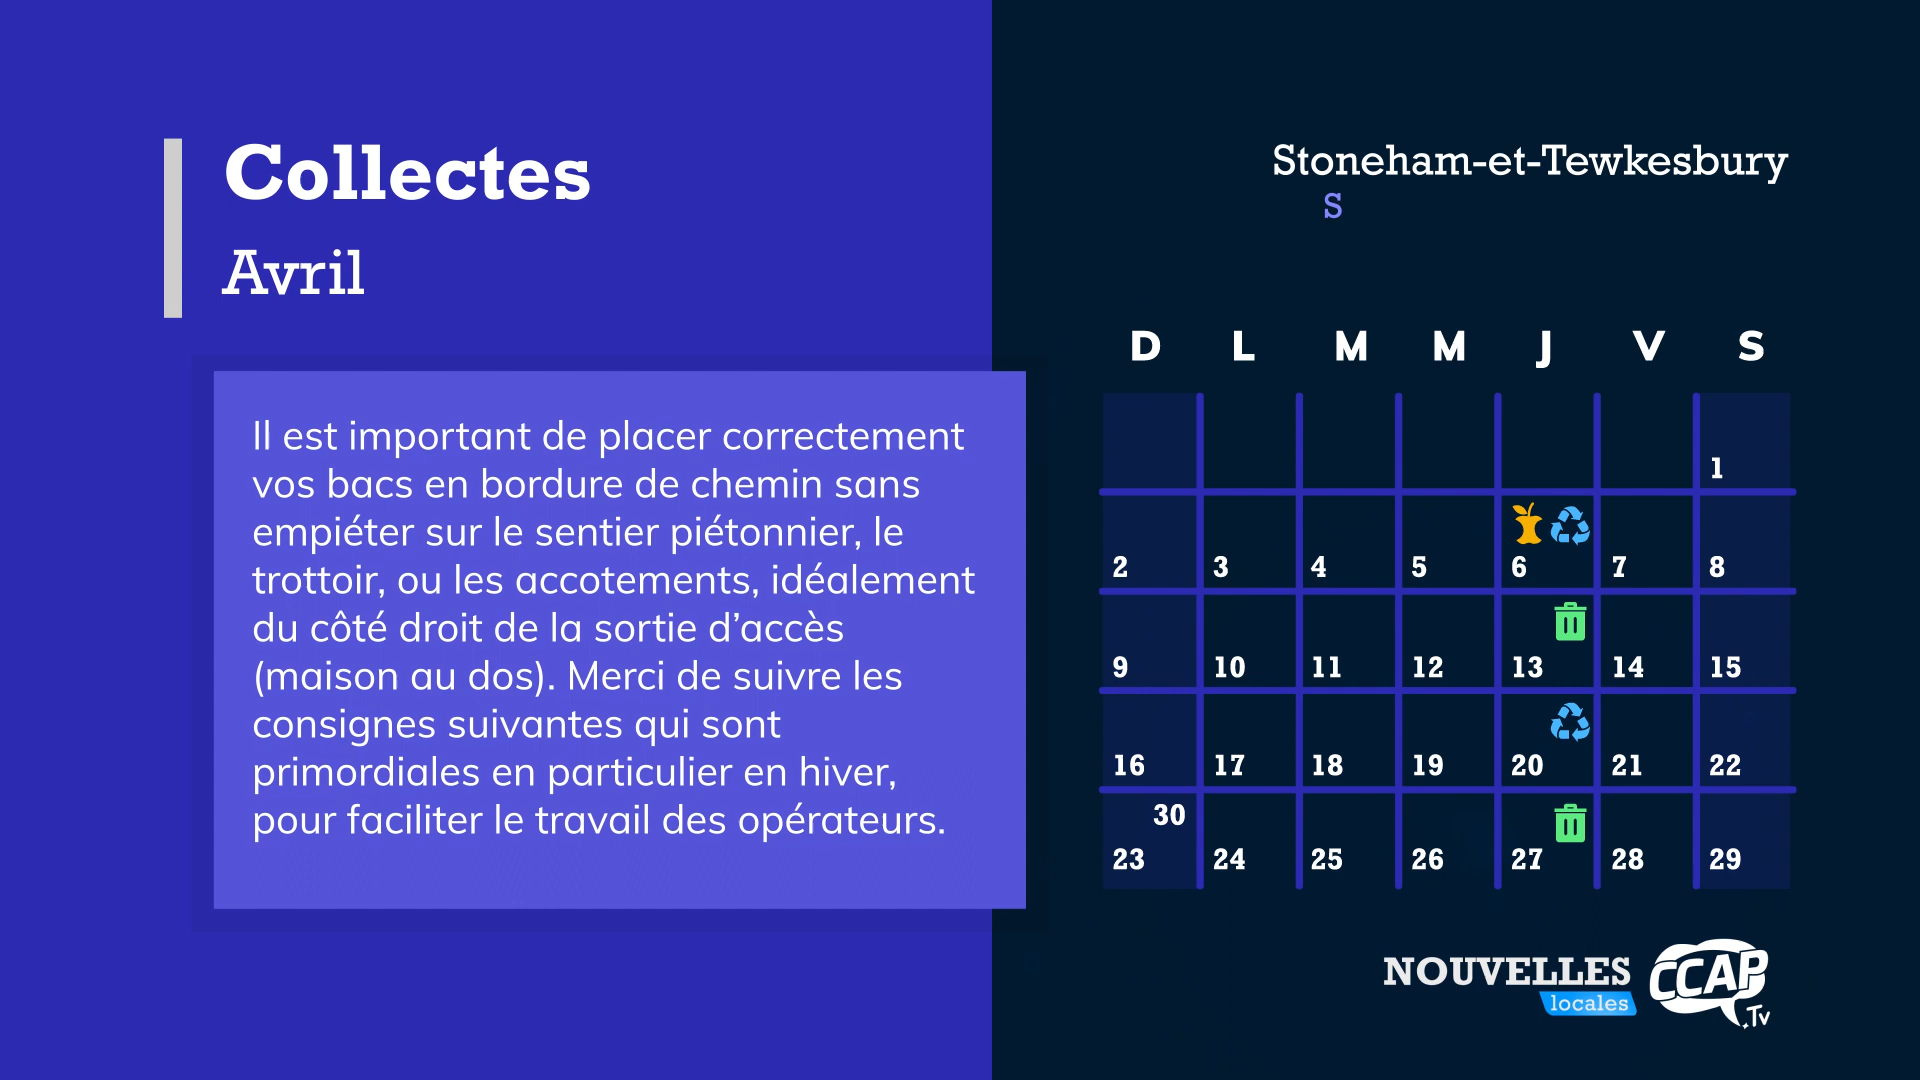 Collectes
Avril
Il est important de placer correctement
vos bacs en bordure de chemin sans
empiéter sur le sentier piétonnier, le
trottoir, ou les accotements, idéalement
du côté droit de la sortie d’accès
(maison au dos). Merci de suivre les
consignes suivantes qui sont
primordiales en particulier en hiver,
pour faciliter le travail des opérateurs.
Stoneham-et-Tewkesbury
S
D L M M J V S
1
2 3 4 5 6 7 8
9 10 11 12 13 14 15
16 17 18 19 20 21 22
30
23 24 25 26 27 28 29
NOUVELLES
locales
CCAP
.Tv